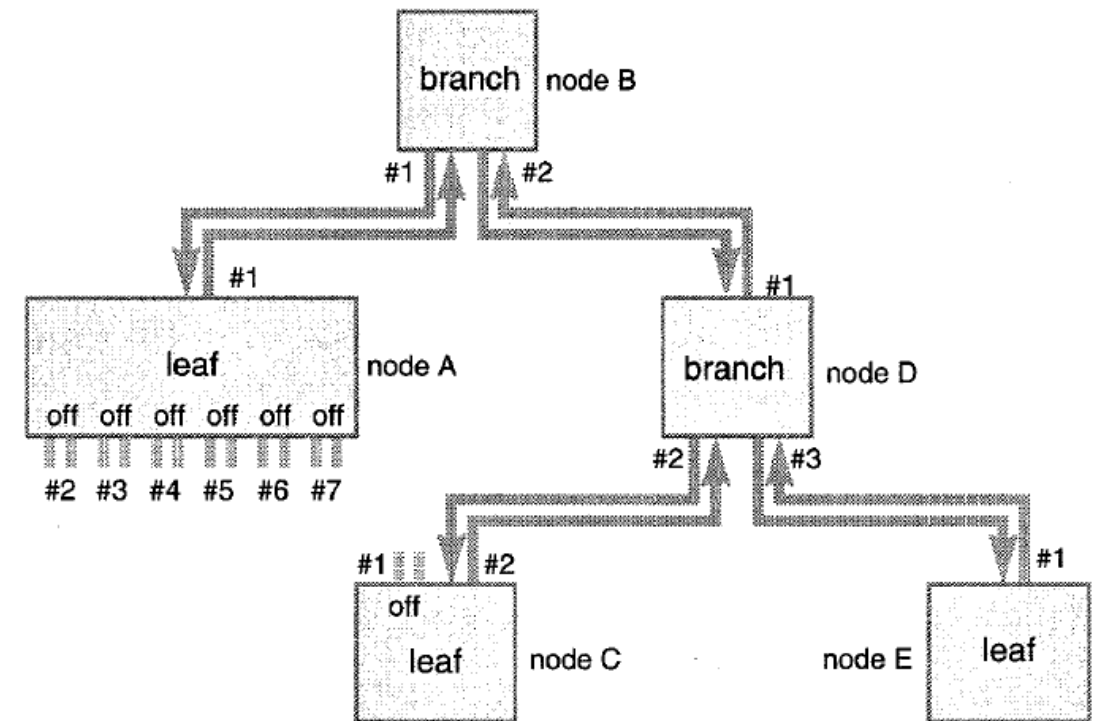 branch node B
#1 #2
#1 #1
leaf node A branch node D
off off off off off off
#2 #3 #4 #5 #6 #7
#2 #3
#1 #2 #1
off
leaf node C node E leaf